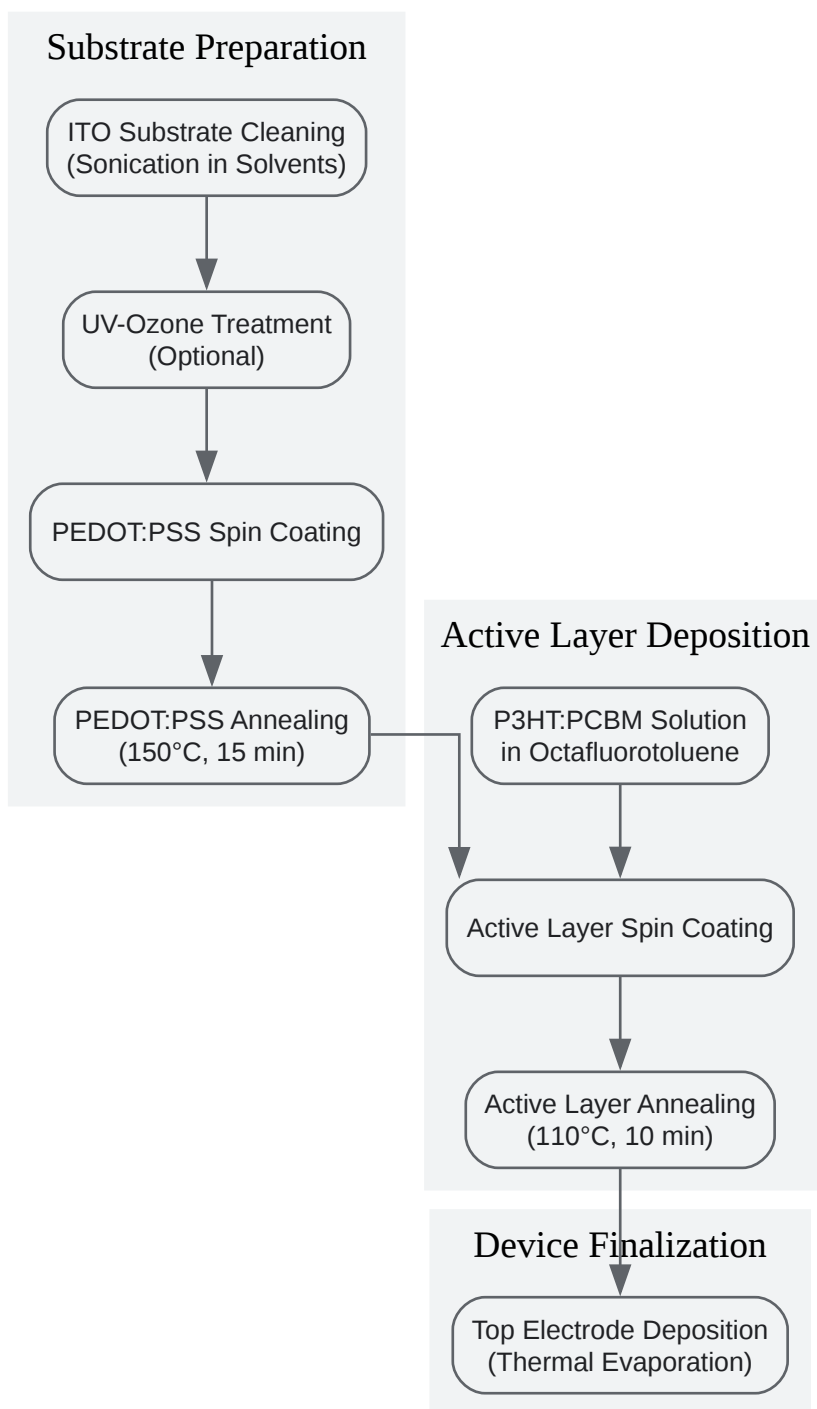 Substrate Preparation
ITO Substrate Cleaning
(Sonication in Solvents)
UV-Ozone Treatment
(Optional)
PEDOT:PSS Spin Coating
PEDOT:PSS Annealing
(150°C, 15 min)
Active Layer Deposition
P3HT:PCBM Solution
in Octafluorotoluene
Active Layer Spin Coating
Active Layer Annealing
(110°C, 10 min)
Device Finalization
Top Electrode Deposition
(Thermal Evaporation)